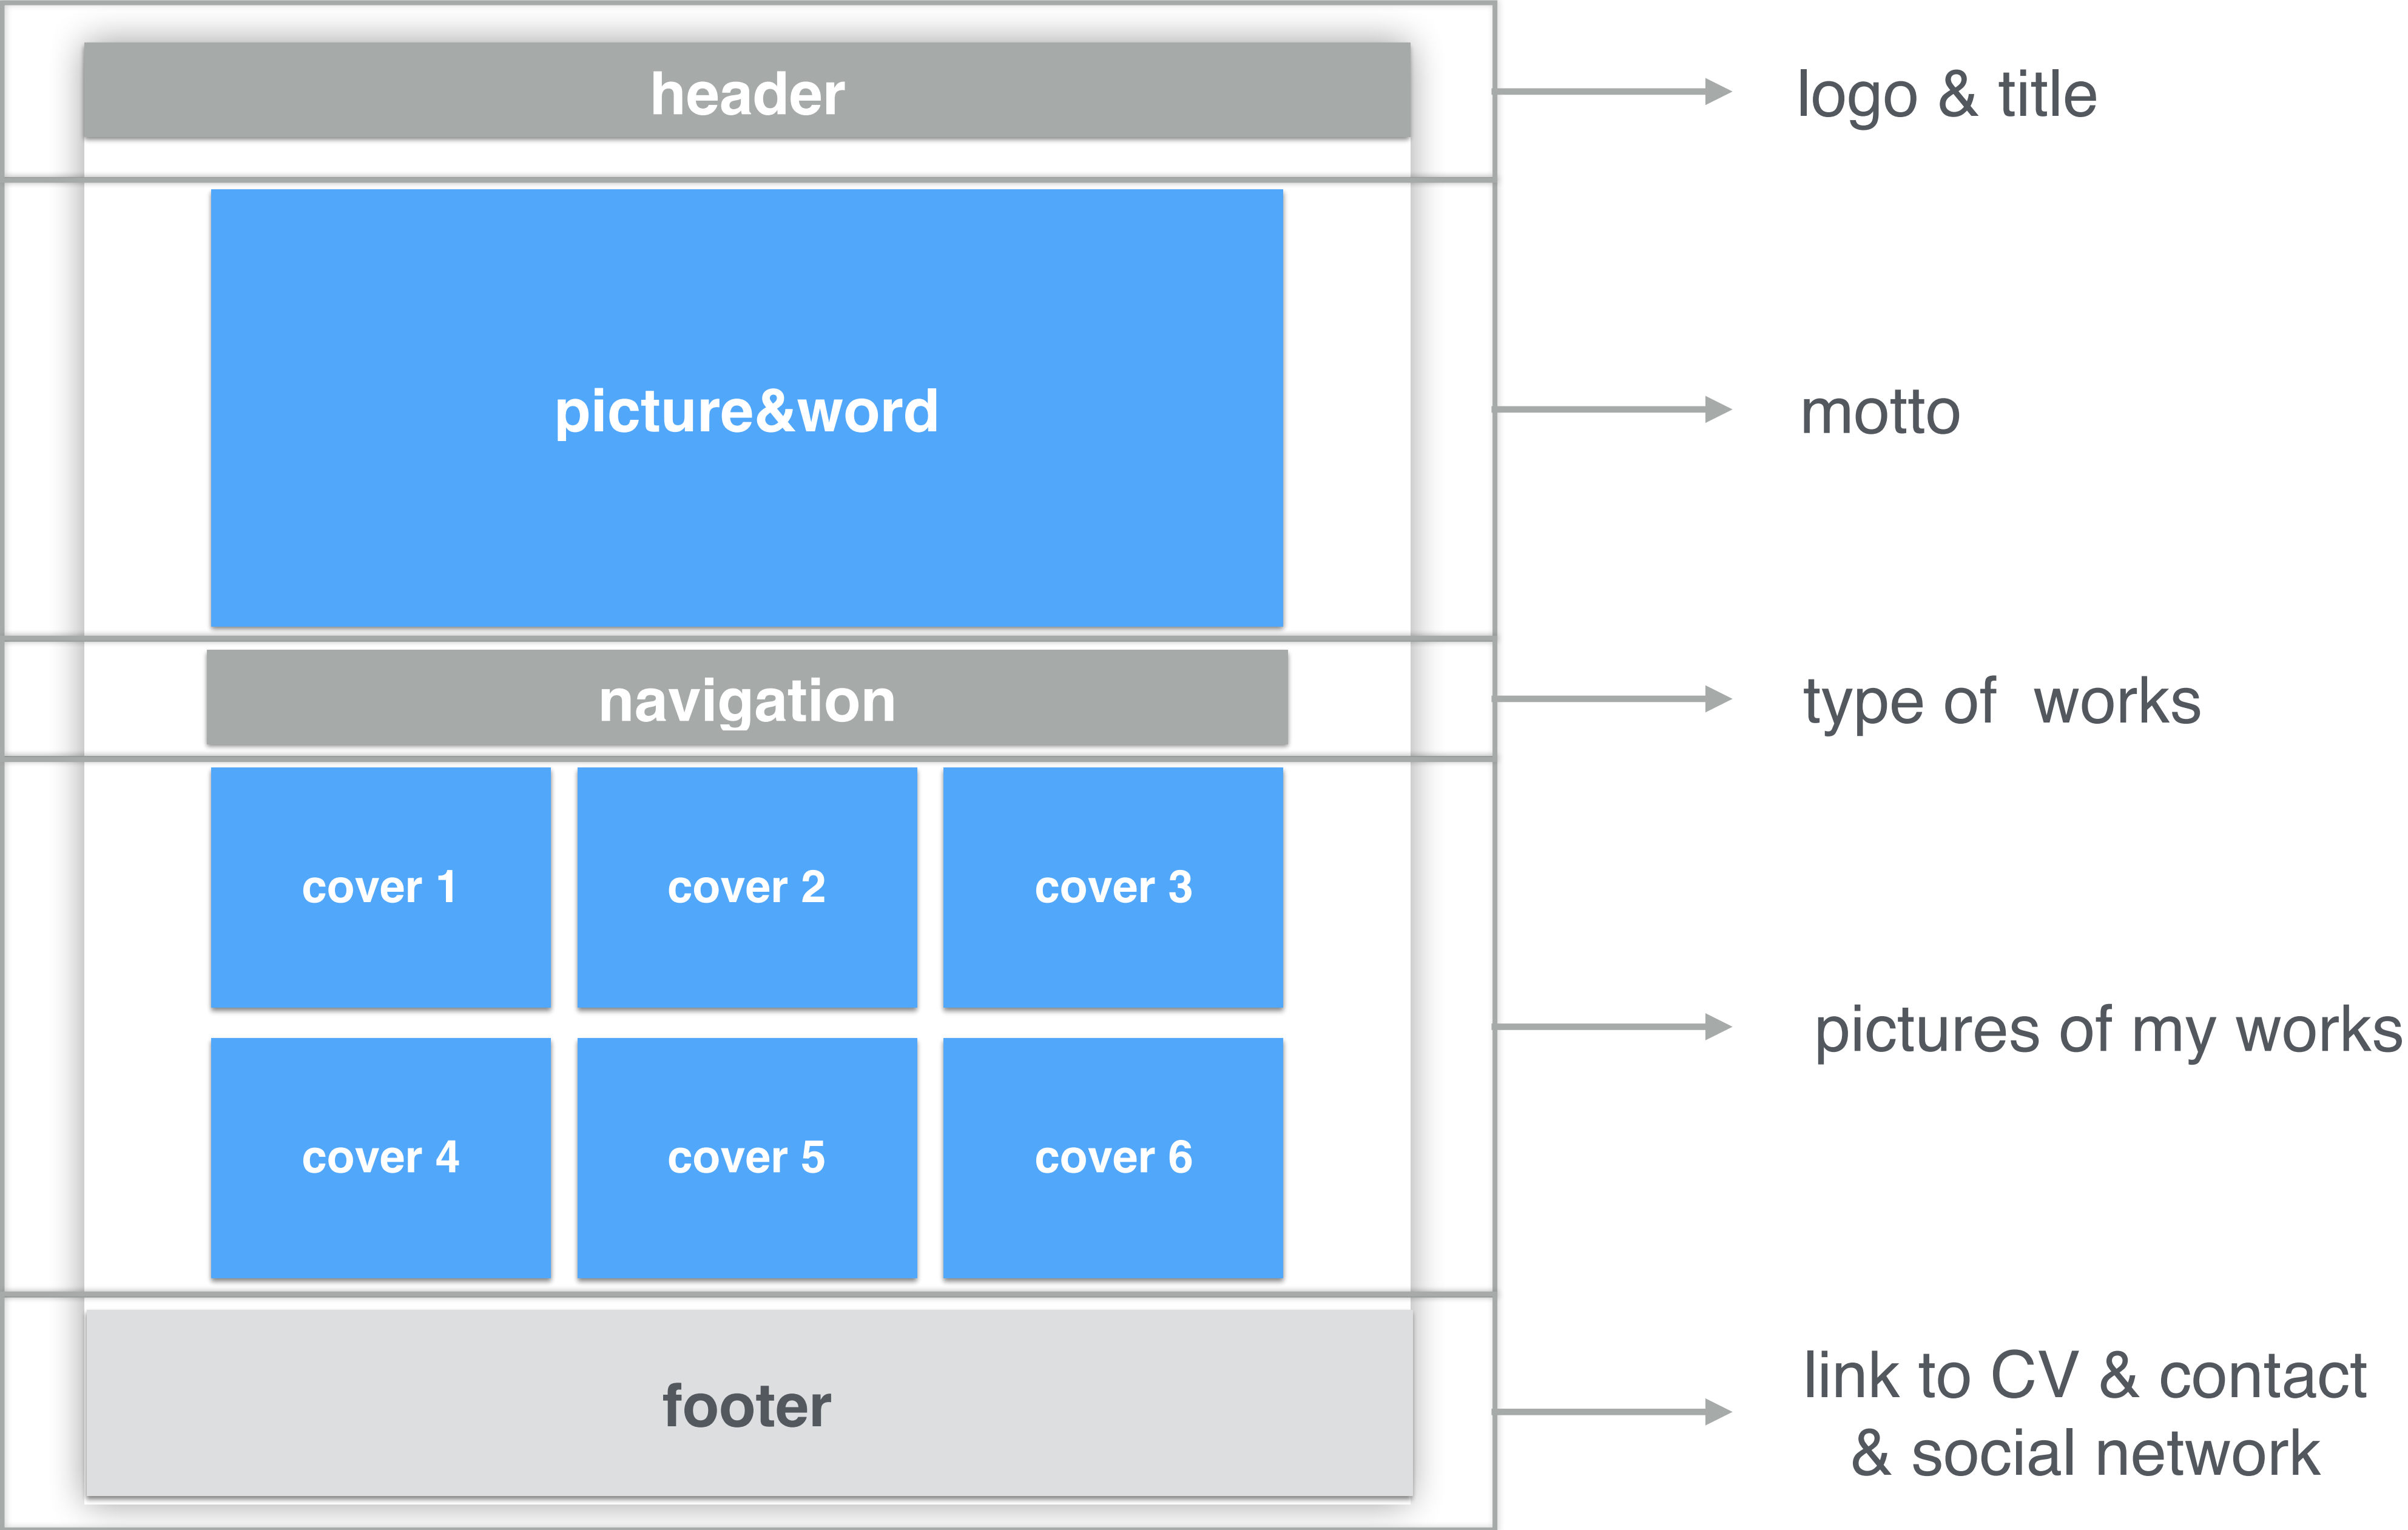 header
logo & title
picture&word
motto
navigation
type of  works
cover 1
cover 2
cover 3
pictures of my works
cover 4
cover 5
cover 6
footer
link to CV & contact
& social network